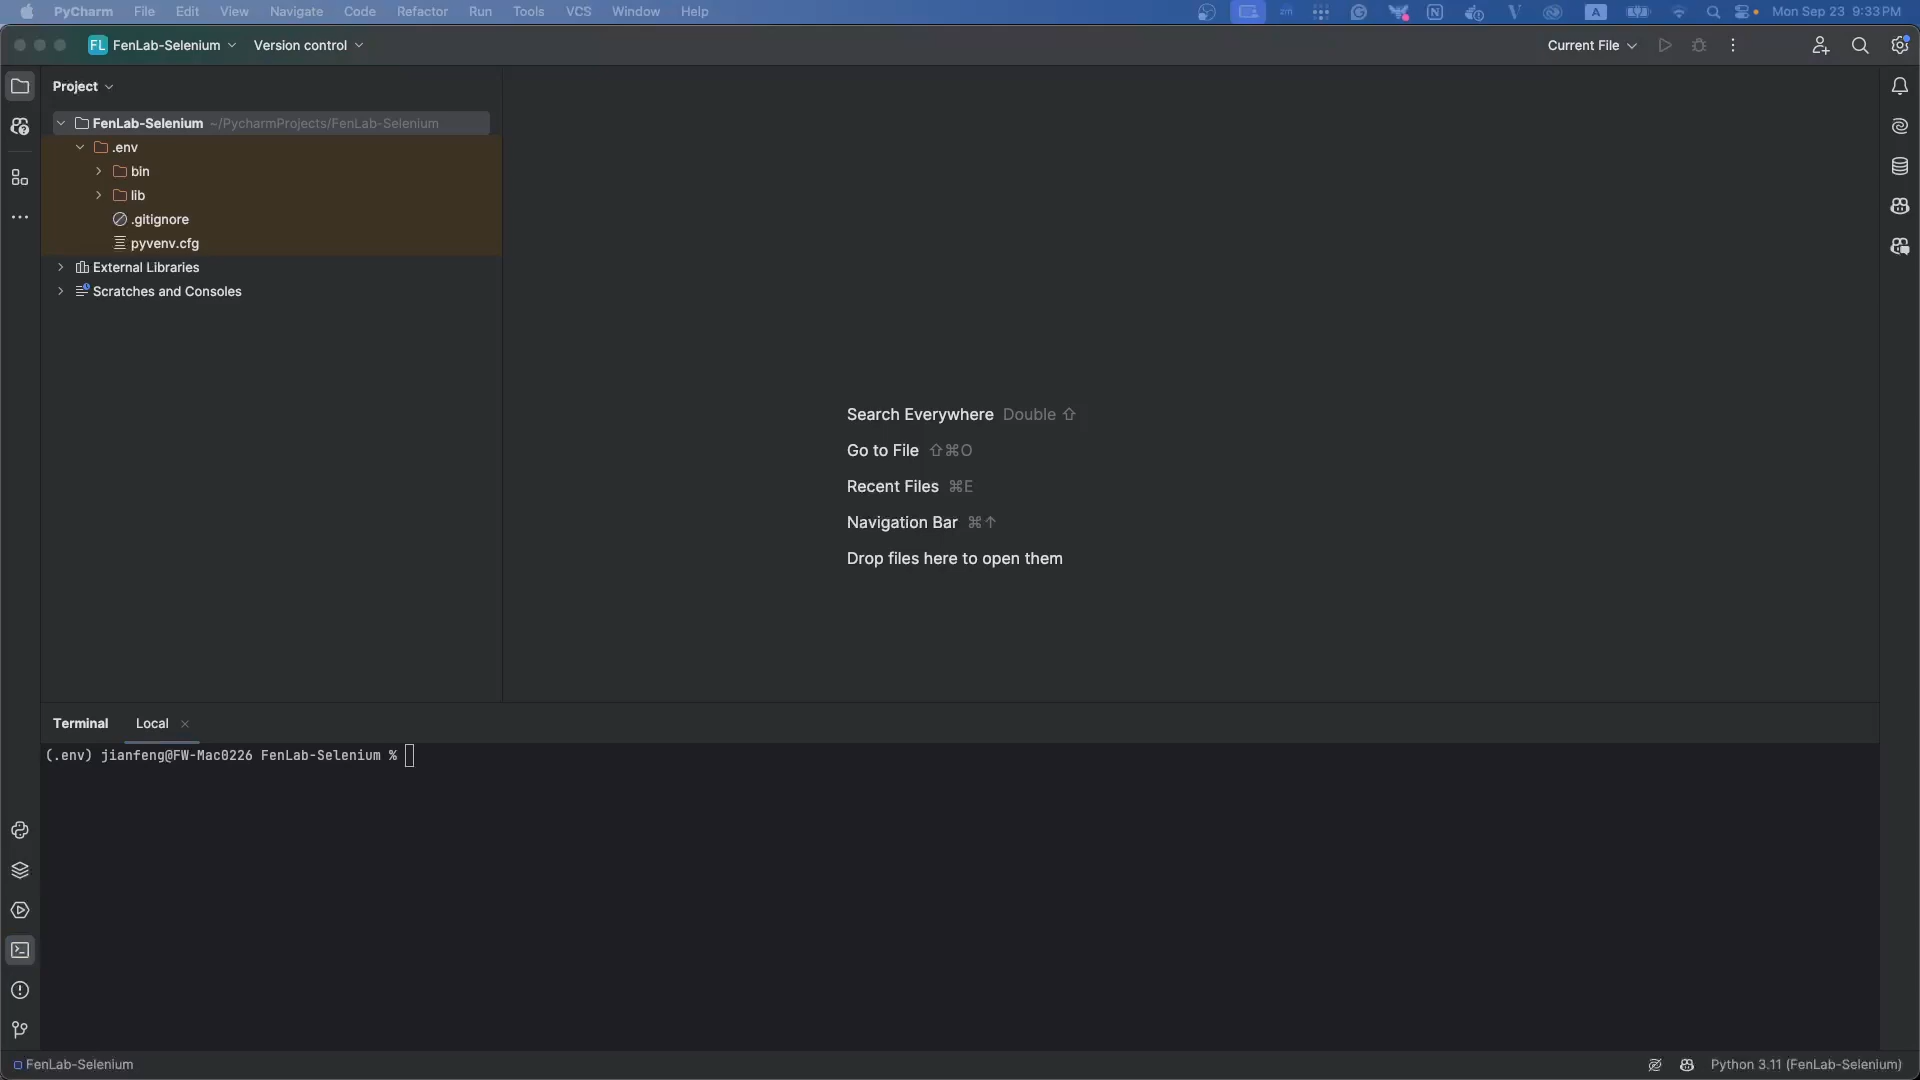 PyCharm File Edit View Navigate Code Refactor Run Tools VCS Window Help Mon Sep 23 9:33 PM
FL FenLab-Selenium Version control Current File
Project
FenLab-Selenium ~/PycharmProjects/FenLab-Selenium
.env
bin
lib
.gitignore
pyvenv.cfg
External Libraries
Scratches and Consoles
Search Everywhere Double ⇧
Go to File ⇧⌘O
Recent Files ⌘E
Navigation Bar ⌘↑
Drop files here to open them
Terminal Local
(.env) jianfeng@FW-Mac0226 FenLab-Selenium %
FenLab-Selenium Python 3.11 (FenLab-Selenium)